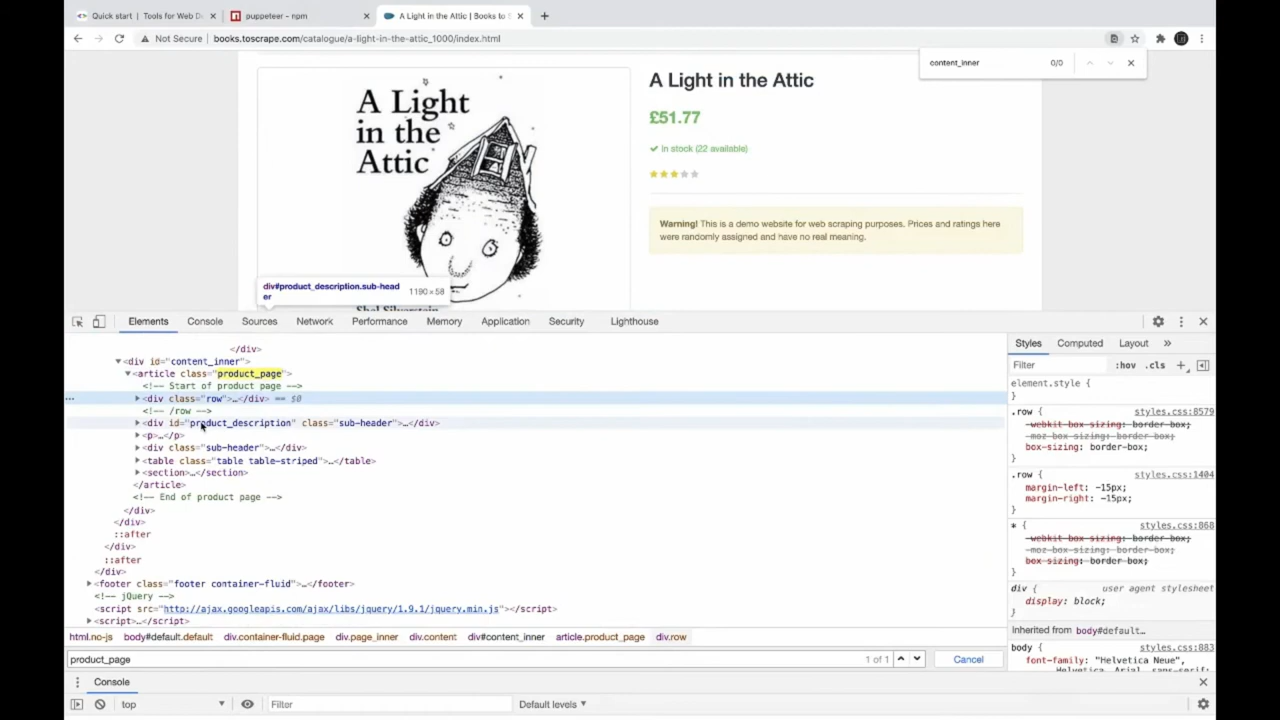 Quick start | Tools for Web D
puppeteer - npm
A Light in the Attic | Books to S
Not Secure
books.toscrape.com/catalogue/a-light-in-the-attic_1000/index.html
content_inner 0/0
A Light
in the
Attic
A Light in the Attic
£51.77
In stock (22 available)
Warning! This is a demo website for web scraping purposes. Prices and ratings here
were randomly assigned and have no real meaning.
div#product_description.sub-head
er
1190 × 58
Shel Silverstein
Elements Console Sources Network Performance Memory Application Security Lighthouse
</div>
<div id="content_inner">
<article class="product_page">
<!-- Start of product page -->
<div class="row">…</div> == $0
<!-- /row -->
<div id="product_description" class="sub-header">…</div>
<p>…</p>
<div class="sub-header">…</div>
<table class="table table-striped">…</table>
<section>…</section>
</article>
<!-- End of product page -->
</div>
</div>
::after
</div>
::after
</div>
<footer class="footer container-fluid">…</footer>
<!-- jQuery -->
<script src="http://ajax.googleapis.com/ajax/libs/jquery/1.9.1/jquery.min.js"></script>
<script>…</script>
html.no-js body#default.default div.container-fluid.page div.page_inner div.content div#content_inner article.product_page div.row
product_page 1 of 1 Cancel
Console
top Filter Default levels
Styles Computed Layout »
Filter :hov .cls +
element.style {
}
.row { styles.css:8579
-webkit-box-sizing: border-box;
-moz-box-sizing: border-box;
box-sizing: border-box;
}
.row { styles.css:1404
margin-left: -15px;
margin-right: -15px;
}
* { styles.css:868
-webkit-box-sizing: border-box;
-moz-box-sizing: border-box;
box-sizing: border-box;
}
div { user agent stylesheet
display: block;
}
Inherited from body#default…
body { styles.css:883
font-family: "Helvetica Neue",
Helvetica, Arial, sans-serif;